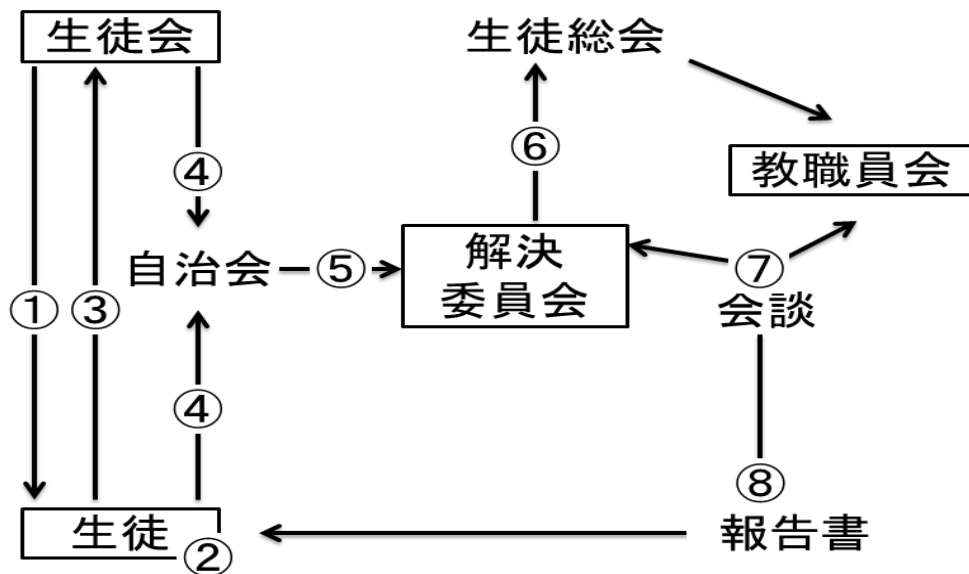 生徒会
生徒総会
⑥
④
教職員会
解決
委員会
自治会
⑤
⑦
会談
①
③
④
⑧
報告書
生徒
②